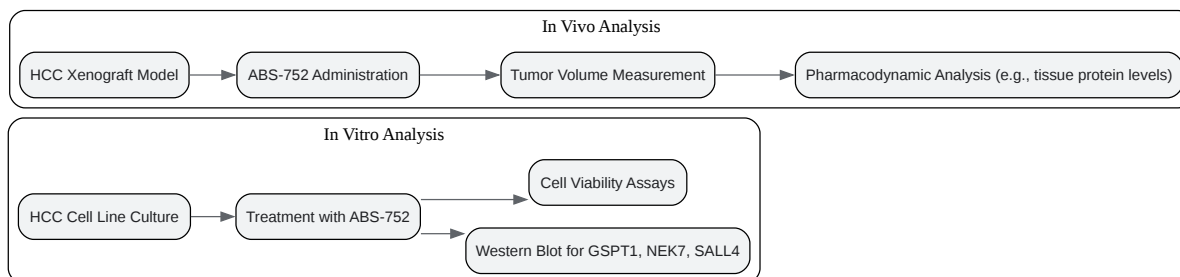 In Vivo Analysis
HCC Xenograft Model
ABS-752 Administration
Tumor Volume Measurement
Pharmacodynamic Analysis (e.g., tissue protein levels)
In Vitro Analysis
HCC Cell Line Culture
Treatment with ABS-752
Cell Viability Assays
Western Blot for GSPT1, NEK7, SALL4